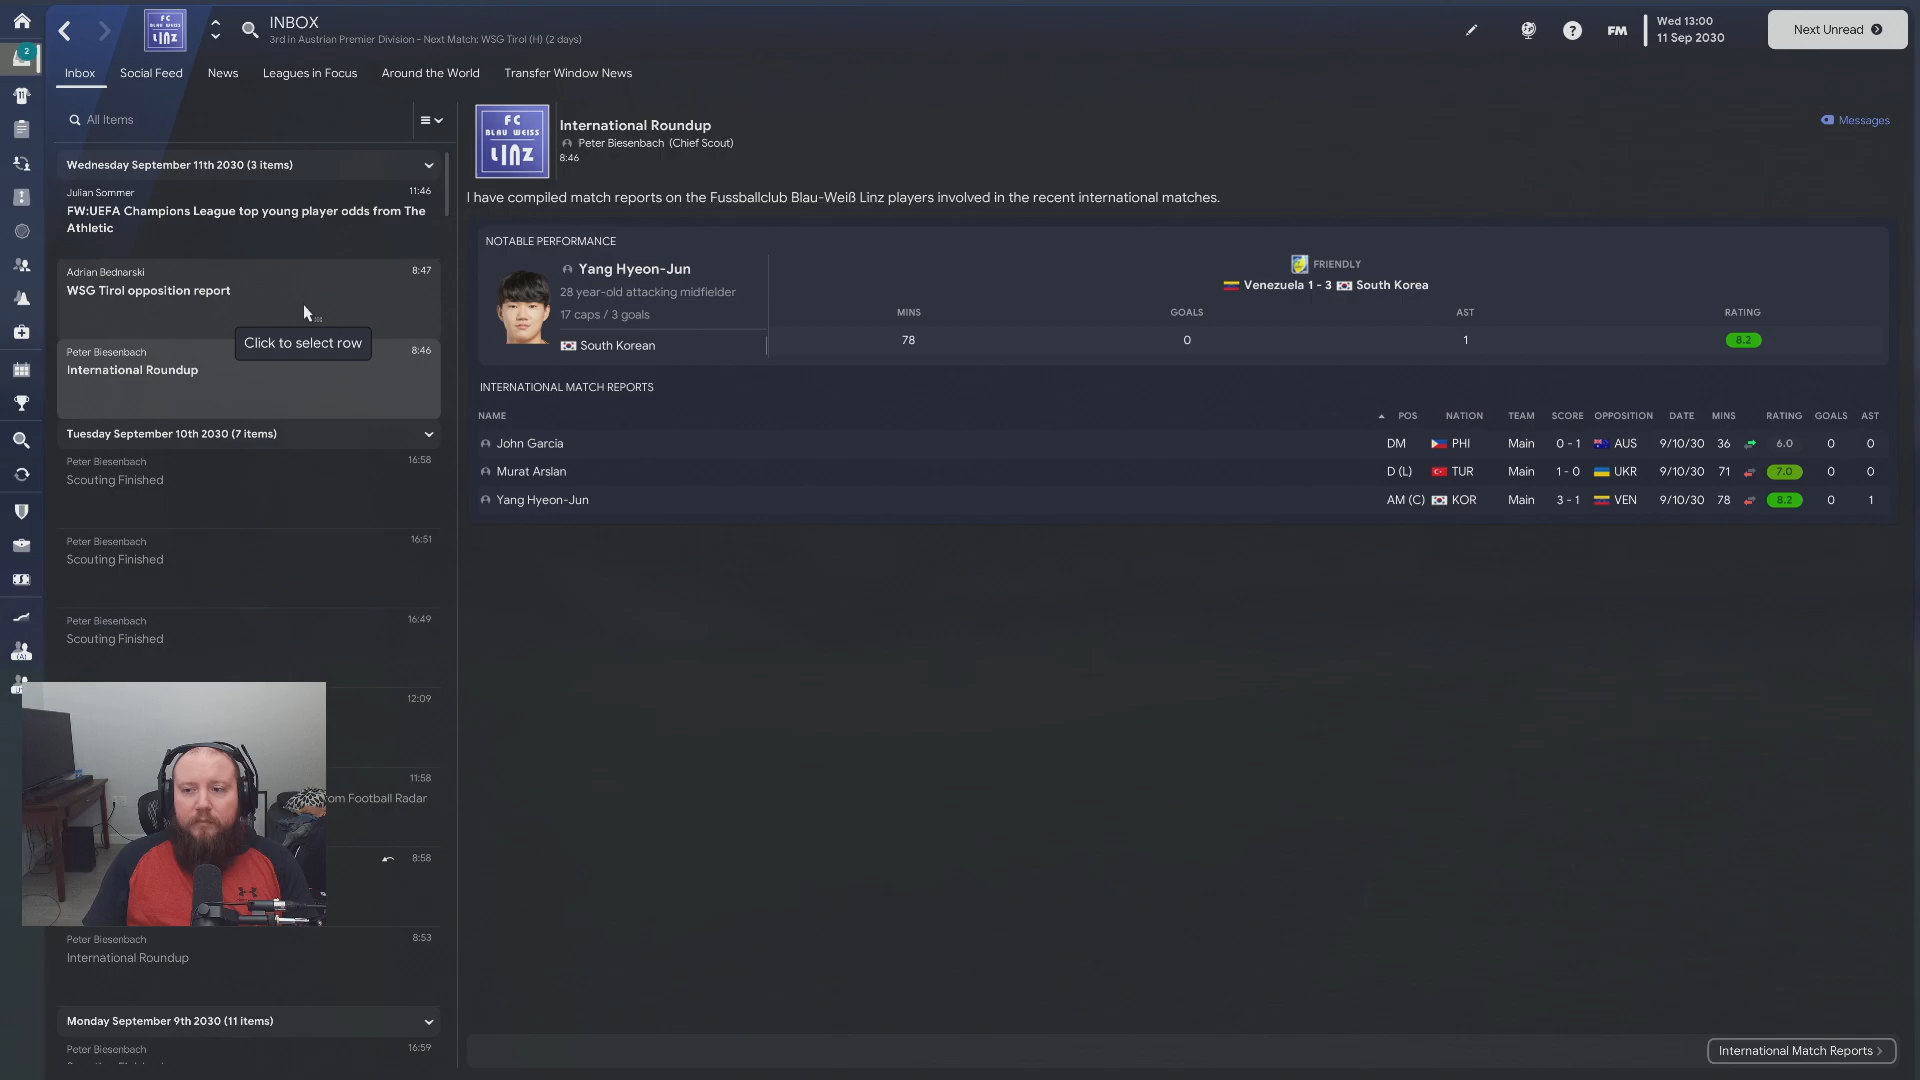 INBOX
3rd in Austrian Premier Division - Next Match: WSG Tirol (H) (2 days)
FM
Wed 13:00
11 Sep 2030
Next Unread
2
Inbox
Social Feed
News
Leagues in Focus
Around the World
Transfer Window News
All Items
Wednesday September 11th 2030 (3 items)
Julian Sommer
11:46
FW:UEFA Champions League top young player odds from The
Athletic
Adrian Bednarski
8:47
WSG Tirol opposition report
Click to select row
Peter Biesenbach
8:46
International Roundup
Tuesday September 10th 2030 (7 items)
Peter Biesenbach
16:58
Scouting Finished
Peter Biesenbach
16:51
Scouting Finished
Peter Biesenbach
16:49
Scouting Finished
12:09
11:58
om Football Radar
8:58
Peter Biesenbach
8:53
International Roundup
Monday September 9th 2030 (11 items)
Peter Biesenbach
16:59
FC
BLAU WEISS
LINZ
International Roundup
Peter Biesenbach (Chief Scout)
8:46
Messages
I have compiled match reports on the Fussballclub Blau-Weiß Linz players involved in the recent international matches.
NOTABLE PERFORMANCE
Yang Hyeon-Jun
28 year-old attacking midfielder
17 caps / 3 goals
South Korean
FRIENDLY
Venezuela 1 - 3 South Korea
MINS GOALS AST RATING
78 0 1 8.2
INTERNATIONAL MATCH REPORTS
NAME POS NATION TEAM SCORE OPPOSITION DATE MINS RATING GOALS AST
John Garcia DM PHI Main 0 - 1 AUS 9/10/30 36 6.0 0 0
Murat Arslan D (L) TUR Main 1 - 0 UKR 9/10/30 71 7.0 0 0
Yang Hyeon-Jun AM (C) KOR Main 3 - 1 VEN 9/10/30 78 8.2 0 1
International Match Reports